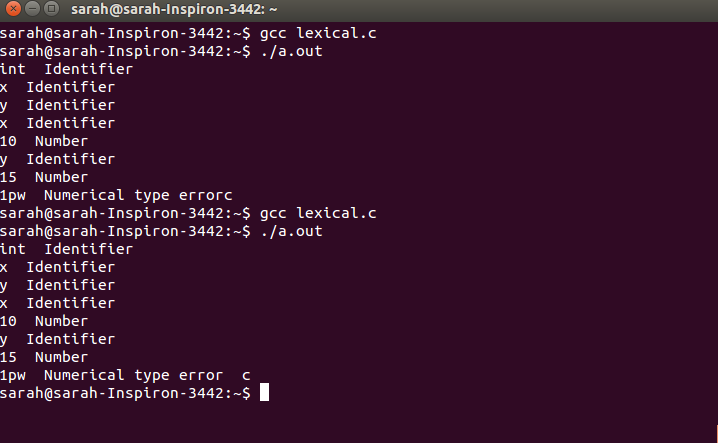 sarah@sarah-Inspiron-3442: ~
sarah@sarah-Inspiron-3442:~$ gcc lexical.c
sarah@sarah-Inspiron-3442:~$ ./a.out
int  Identifier
x  Identifier
y  Identifier
x  Identifier
10  Number
y  Identifier
15  Number
1pw  Numerical type errorc
sarah@sarah-Inspiron-3442:~$ gcc lexical.c
sarah@sarah-Inspiron-3442:~$ ./a.out
int  Identifier
x  Identifier
y  Identifier
x  Identifier
10  Number
y  Identifier
15  Number
1pw  Numerical type error  c
sarah@sarah-Inspiron-3442:~$